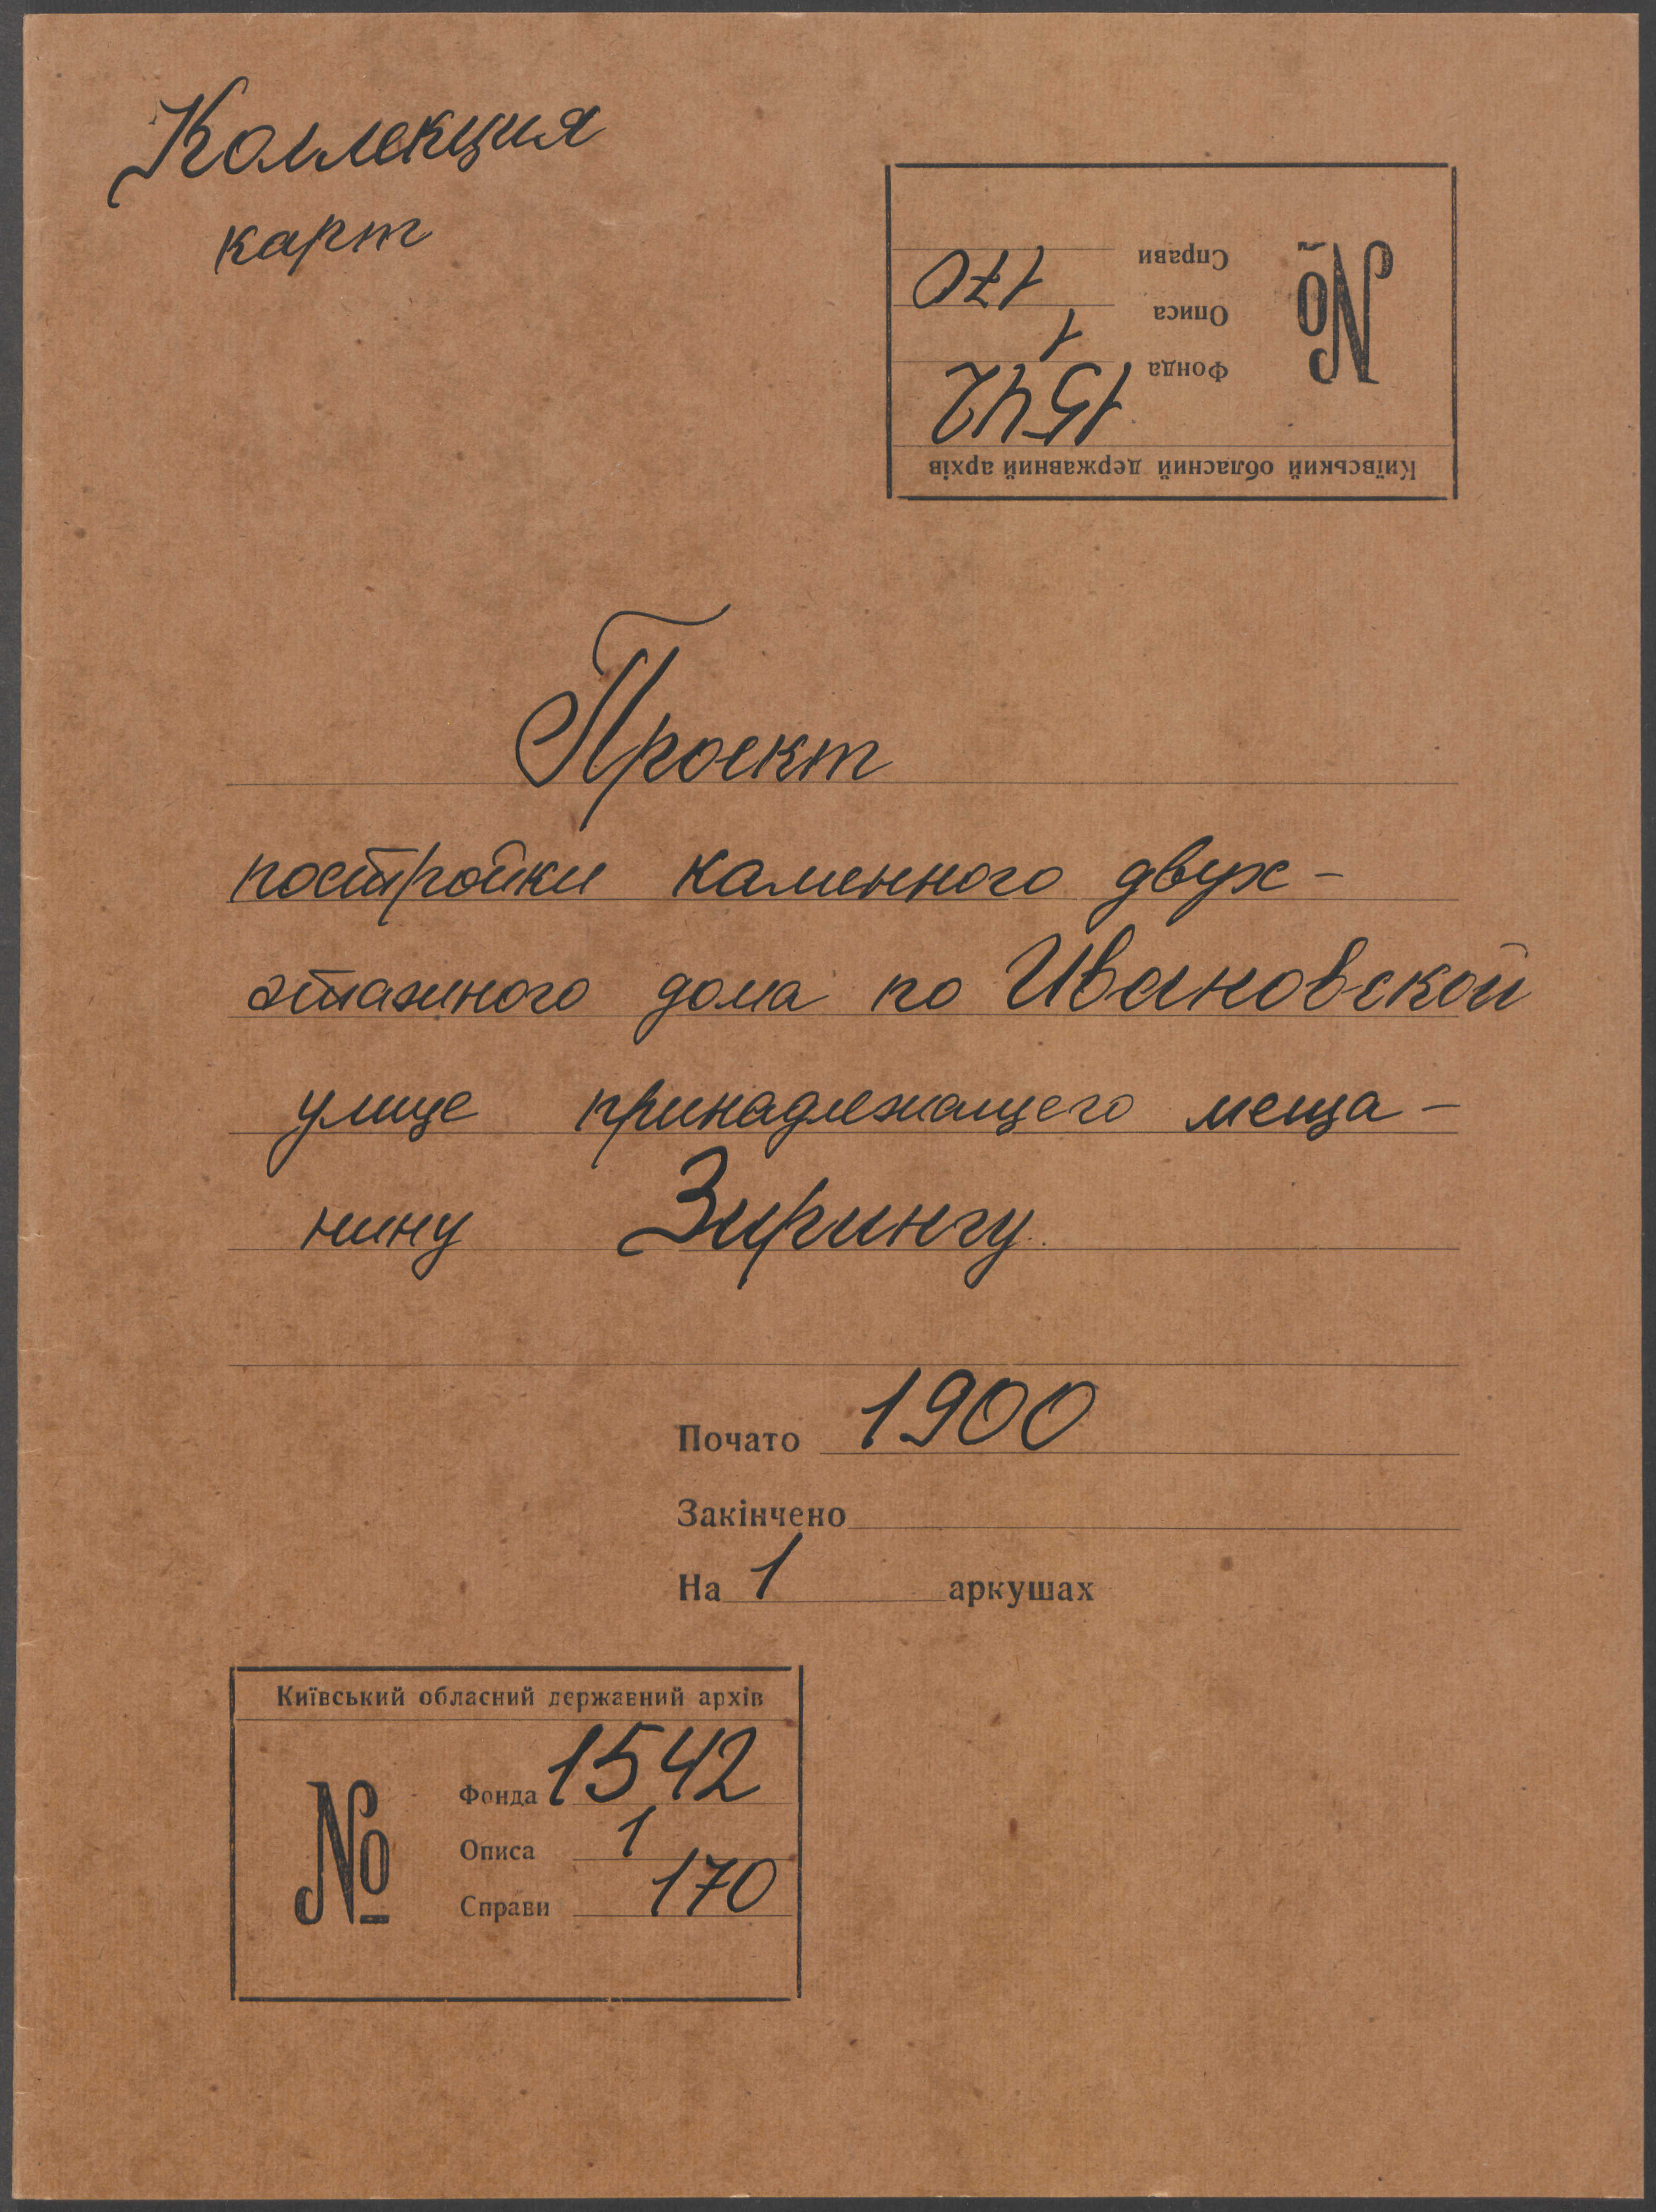 Коллекция
карт
Київський обласний державний архів
№
Фонда 1542
Описа 1
Справи 170
Проект
постройки каменного двух-
этажного дома по Ивановской
улице принадлежащего меща-
нину Зирингу
Почато 1900
Закінчено
На 1 аркушах
Київський обласний державний архів
№
Фонда 1542
Описа 1
Справи 170